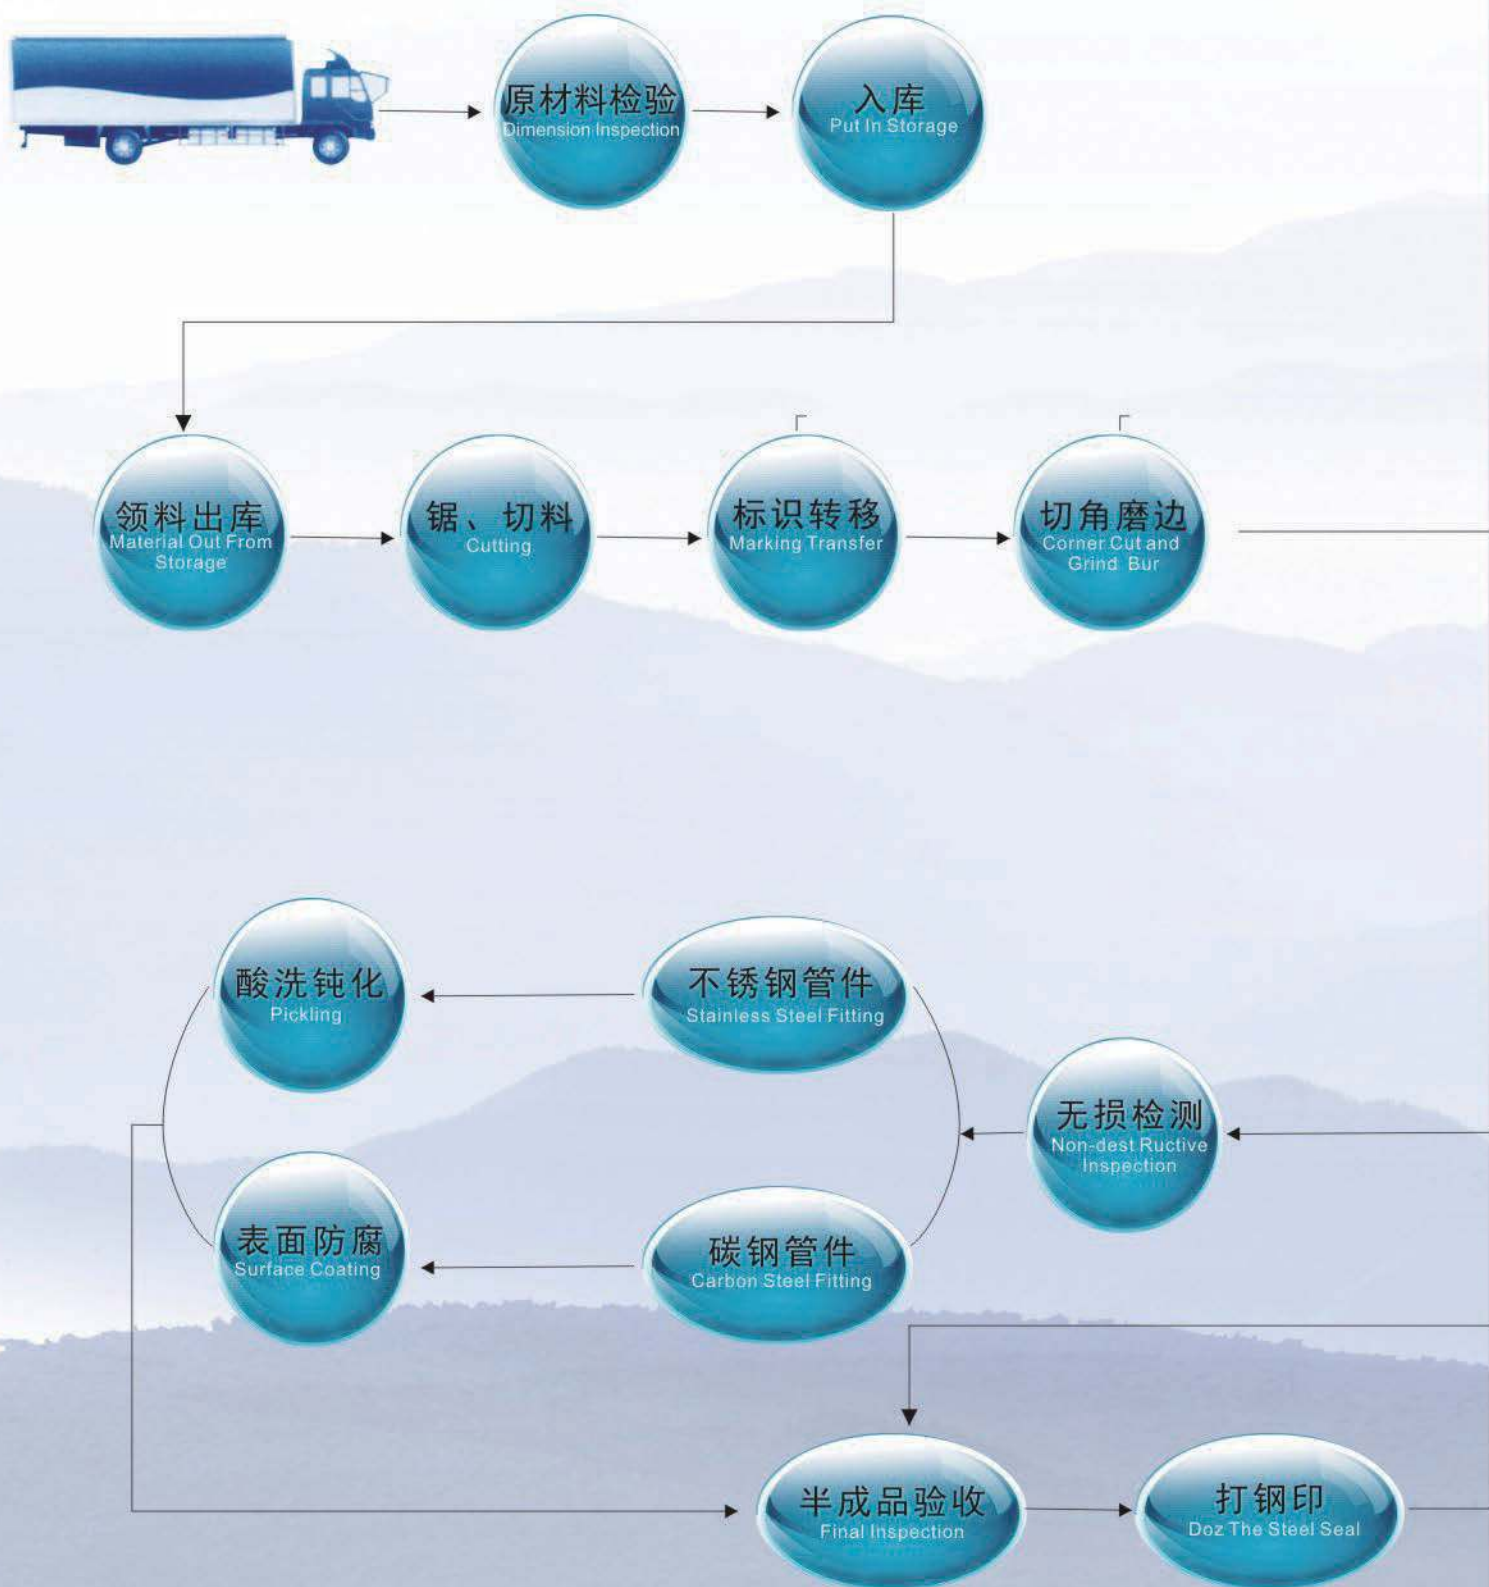 原材料检验
Dimension Inspection
入库
Put In Storage
领料出库
Material Out From
Storage
锯、切料
Cutting
标识转移
Marking Transfer
切角磨边
Corner Cut and
Grind Bur
酸洗钝化
Pickling
不锈钢管件
Stainless Steel Fitting
无损检测
Non-dest Ructive
Inspection
表面防腐
Surface Coating
碳钢管件
Carbon Steel Fitting
半成品验收
Final Inspection
打钢印
Doz The Steel Seal